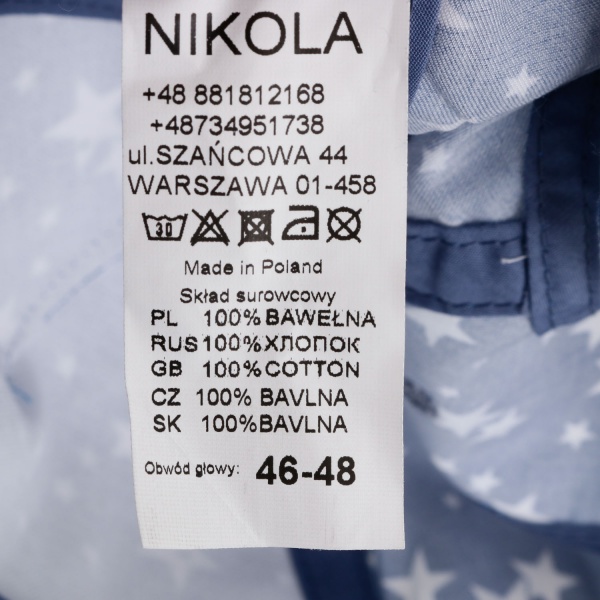 NIKOLA
+48 881812168
+48734951738
ul.SZAŃCOWA 44
WARSZAWA 01-458
30
Made in Poland
Skład surowcowy
PL 100% BAWEŁNA
RUS 100% ХЛОПОК
GB 100% COTTON
CZ 100% BAVLNA
SK 100% BAVLNA
Obwód głowy: 46-48